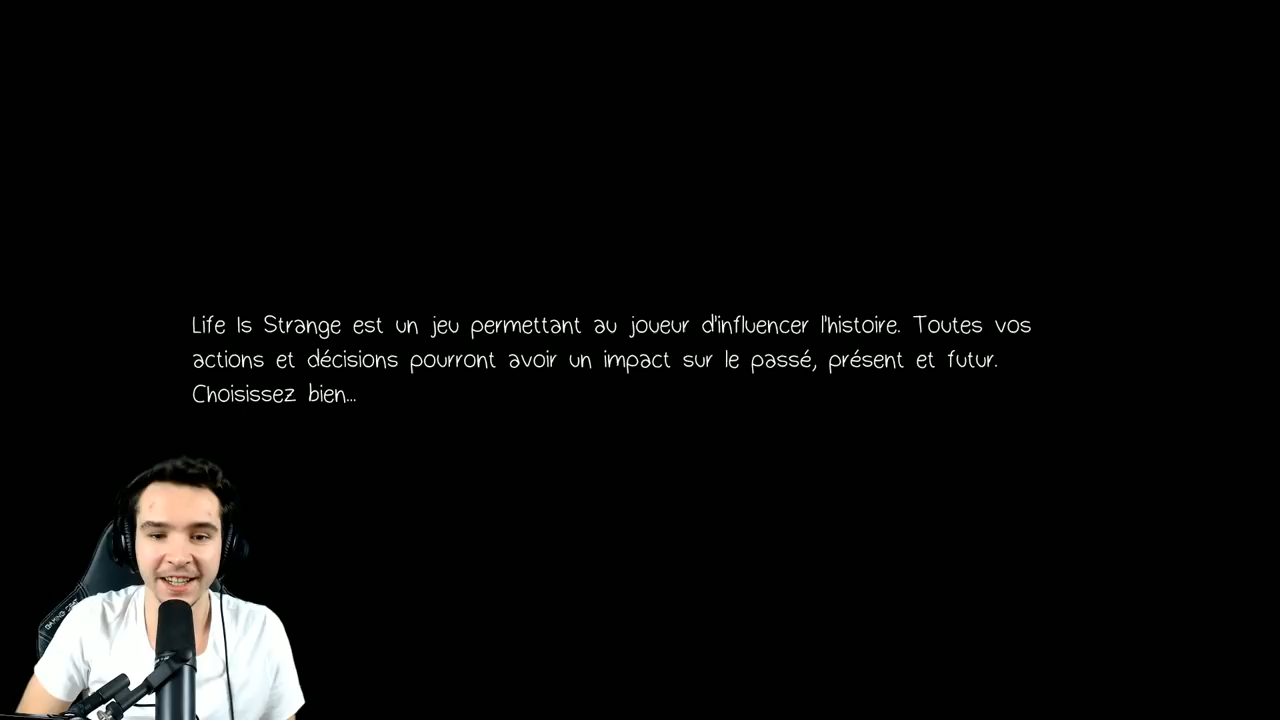 Life Is Strange est un jeu permettant au joueur d'influencer l'histoire. Toutes vos
actions et décisions pourront avoir un impact sur le passé, présent et futur.
Choisissez bien...
GAMING